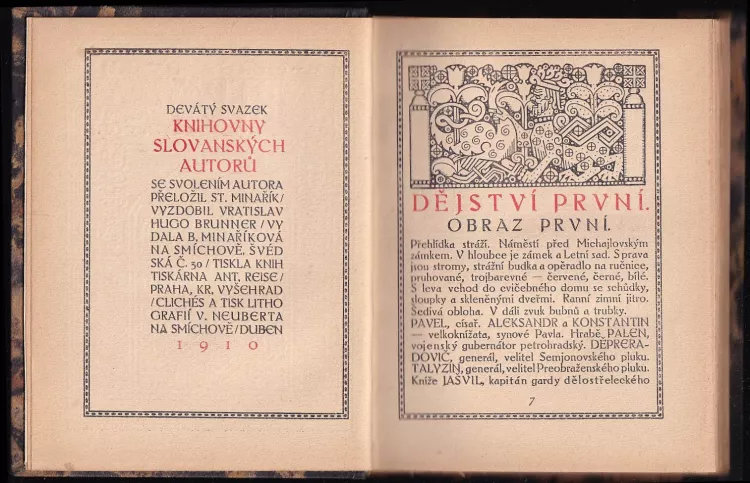 DEVÁTÝ SVAZEK
KNIHOVNY
SLOVANSKÝCH
AUTORŮ
SE SVOLENÍM AUTORA
PŘELOŽIL ST. MINAŘÍK/
VYZDOBIL VRATISLAV
HUGO BRUNNER/VY
DALA B. MINAŘÍKOVÁ
NA SMÍCHOVĚ, ŠVÉD
SKÁ Č. 50/TISKLA KNIH
TISKÁRNA ANT. REISE/
PRAHA, KR. VYŠEHRAD
/CLICHÉS A TISK LITHO
GRAFIÍ V. NEUBERTA
NA SMÍCHOVĚ/DUBEN
1910
DĚJSTVÍ PRVNÍ.
OBRAZ PRVNÍ.
Přehlídka stráží. Náměstí před Michajlovským
zámkem. V hloubce je zámek a Letní sad. S prava
jsou stromy, strážní budka a opěradlo na ručnice,
pruhované, trojbarevné — červené, černé, bílé.
S leva vehod do evičebného domu se schůdky,
sloupky a skleněnými dveřmi. Ranní zimní jitro.
Šedivá obloha. V dáli zvuk bubnů a trubky.
PAVEL, císař. ALEKSANDR a KONSTANTIN
— velkoknížata, synové Pavla. Hrabě PALEN,
vojenský gubernátor petrohradský. DĚPRERA-
DOVIČ, generál, velitel Semjonovského pluku.
TALYZIN, generál, velitel Preobraženského pluku.
Kníže JAŠVIL, kapitán gardy dělostřeleckého
7